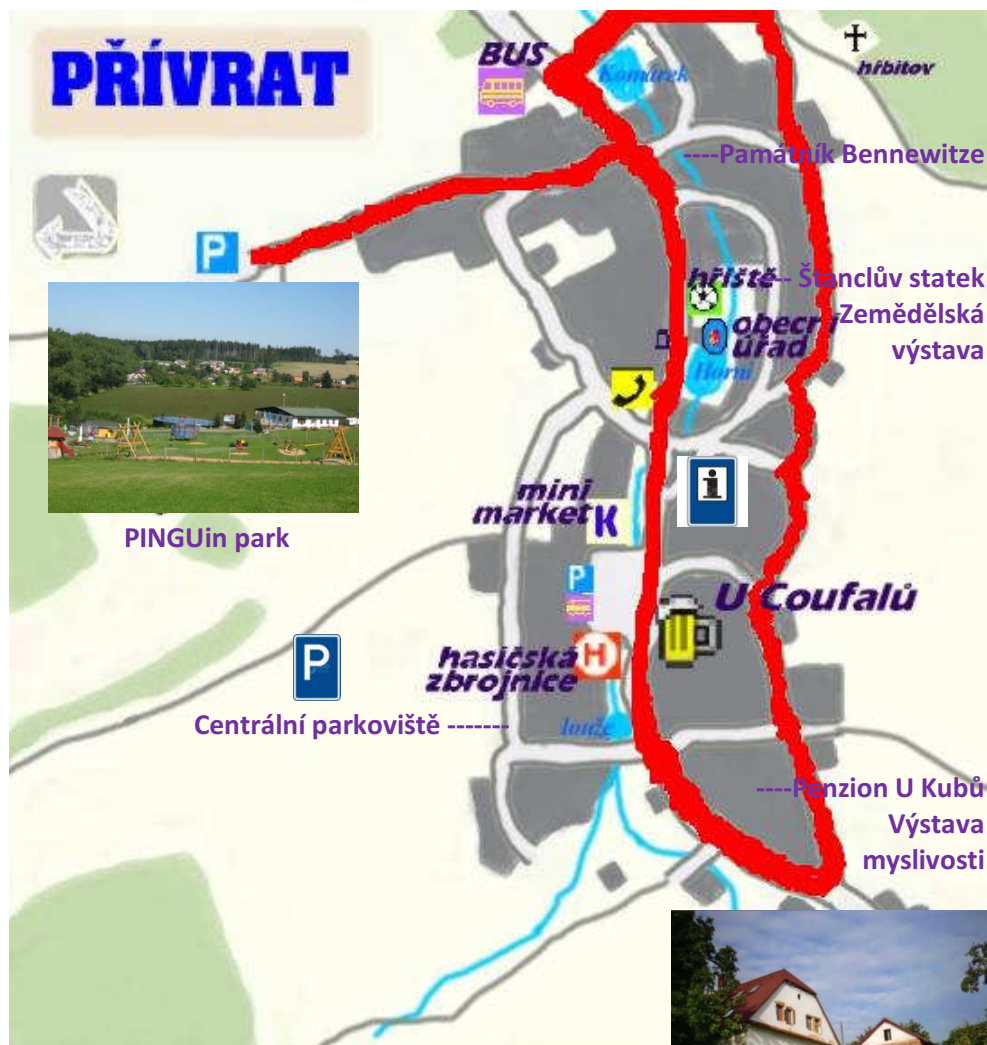 PŘÍVRAT
BUS
Komárek
hřbitov
----Památník Bennewitze
P
hřiště
--- Štanclův statek
Zemědělská
výstava
obecní
úřad
Horní
PINGUin park
i
mini
market
K
P
U Coufalů
P
hasičská
zbrojnice
H
Centrální parkoviště -------
louže
----Penzion U Kubů
Výstava
myslivosti